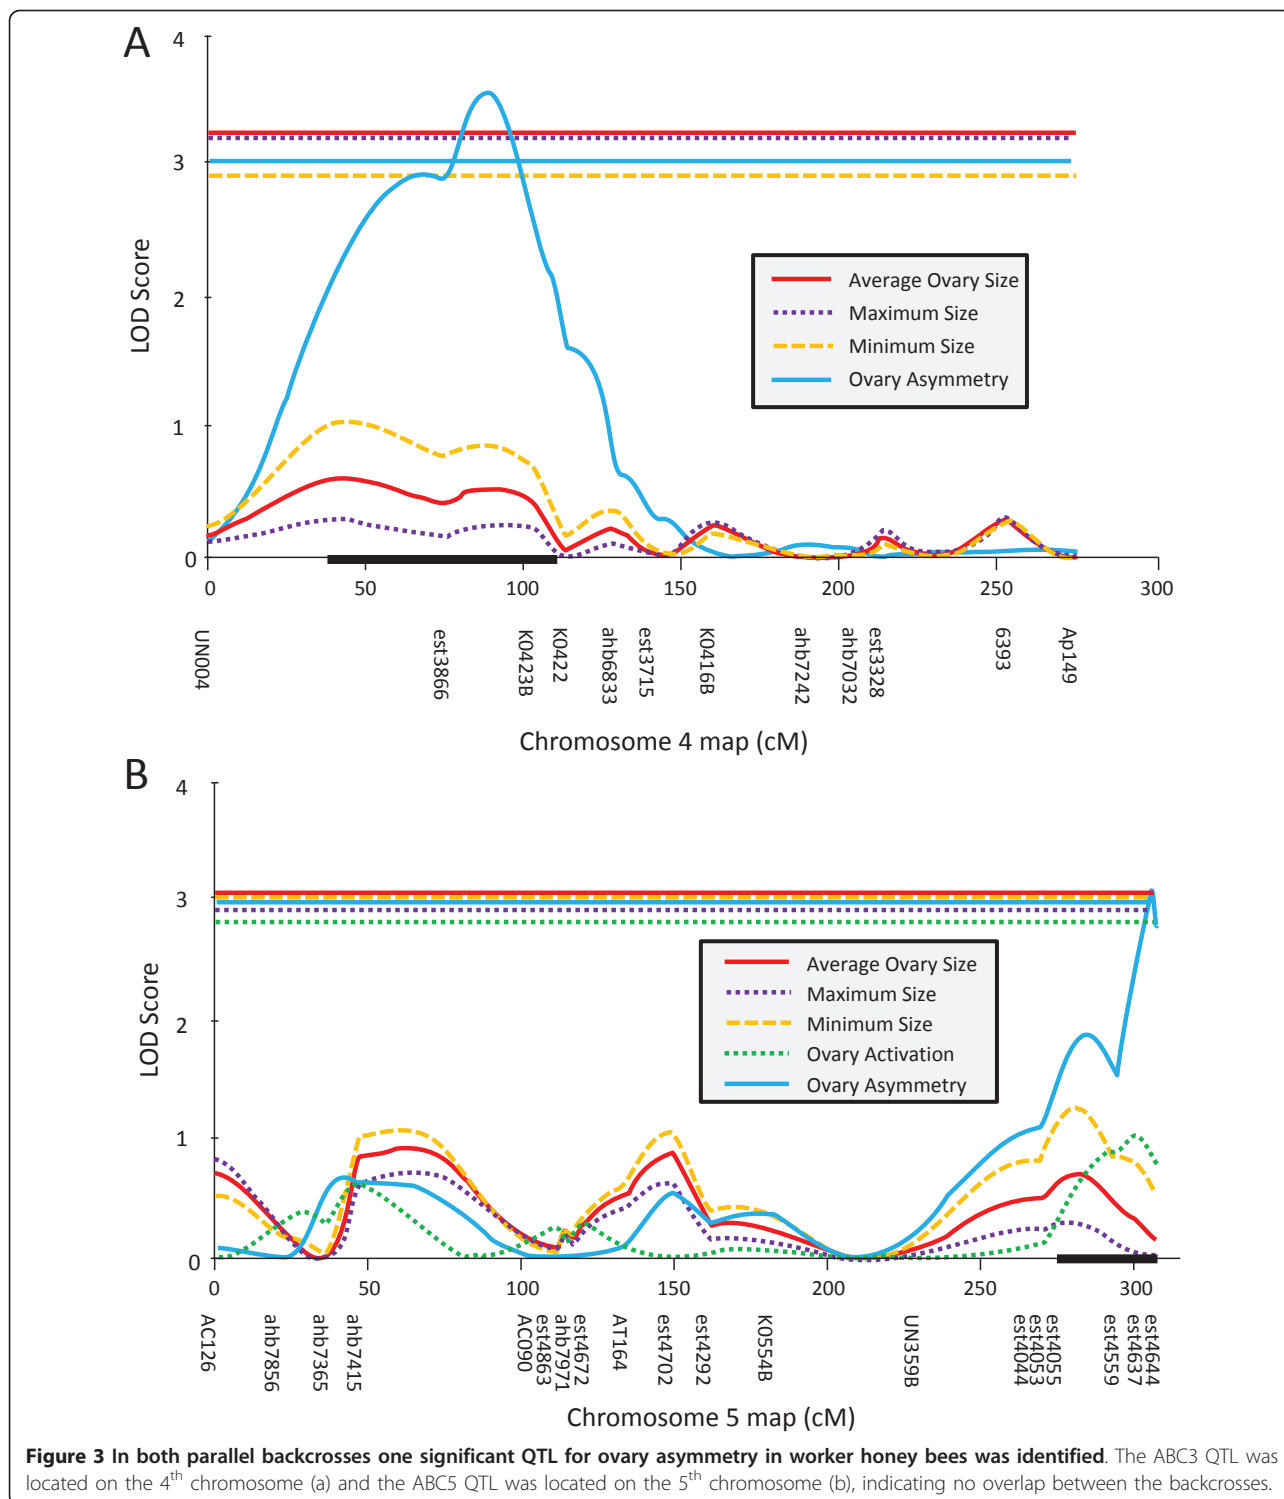 A
4
3
2
1
0
LOD Score
Average Ovary Size
Maximum Size
Minimum Size
Ovary Asymmetry
0 50 100 150 200 250 300
UN004 est3866 K0423B K0422 ahb6833 est3715 K0416B ahb7242 ahb7032 est3328 6393 Ap149
Chromosome 4 map (cM)
B
4
3
2
1
0
LOD Score
Average Ovary Size
Maximum Size
Minimum Size
Ovary Activation
Ovary Asymmetry
0 50 100 150 200 250 300
AC126 ahb7856 ahb7365 ahb7415 AC090 est4863 ahb7971 est4672 AT164 est4702 est4292 K0554B UN359B est4044 est4053 est4055 est4559 est4637 est4644
Chromosome 5 map (cM)
Figure 3 In both parallel backcrosses one significant QTL for ovary asymmetry in worker honey bees was identified. The ABC3 QTL was
located on the 4th chromosome (a) and the ABC5 QTL was located on the 5th chromosome (b), indicating no overlap between the backcrosses.